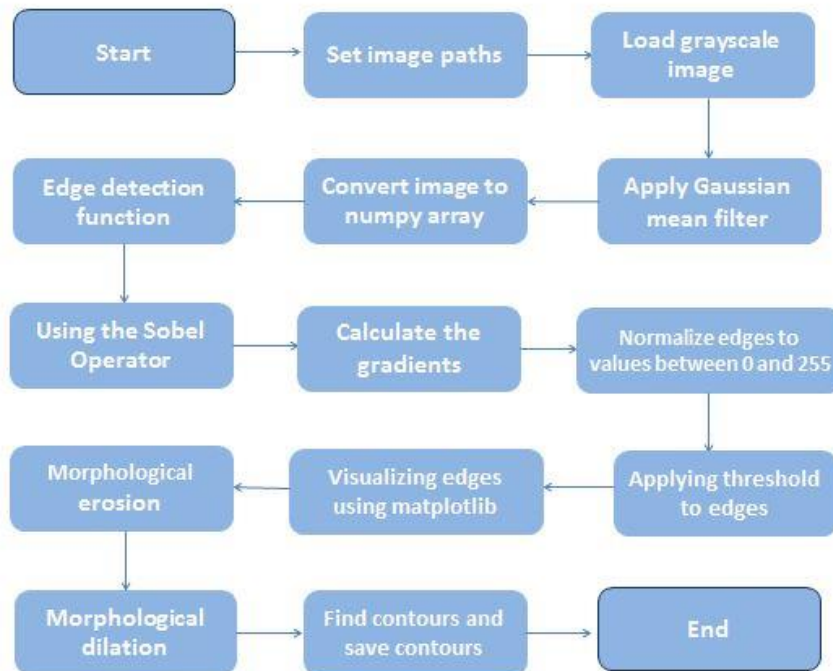 Start
Set image paths
Load grayscale
image
Apply Gaussian
mean filter
Convert image to
numpy array
Edge detection
function
Using the Sobel
Operator
Calculate the
gradients
Normalize edges to
values between 0 and 255
Applying threshold
to edges
Visualizing edges
using matplotlib
Morphological
erosion
Morphological
dilation
Find contours and
save contours
End